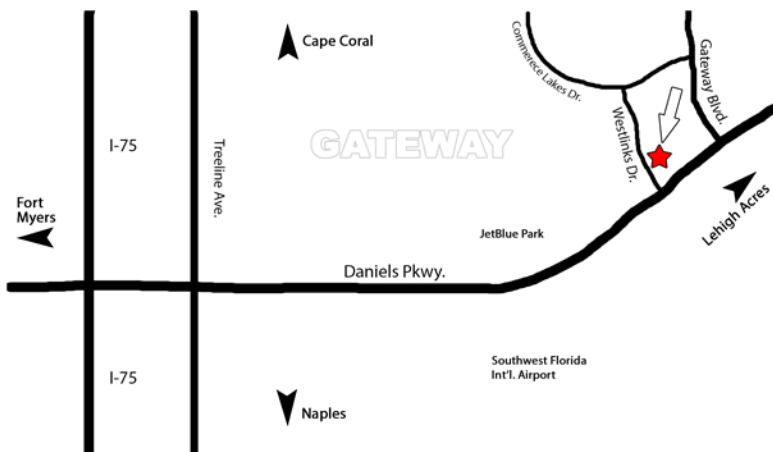 Cape Coral
Commerece Lakes Dr.
Gateway Blvd.
I-75
Treeline Ave.
GATEWAY
Westlinks Dr.
Fort
Myers
Lehigh Acres
JetBlue Park
Daniels Pkwy.
Southwest Florida
Int'l. Airport
I-75
Naples